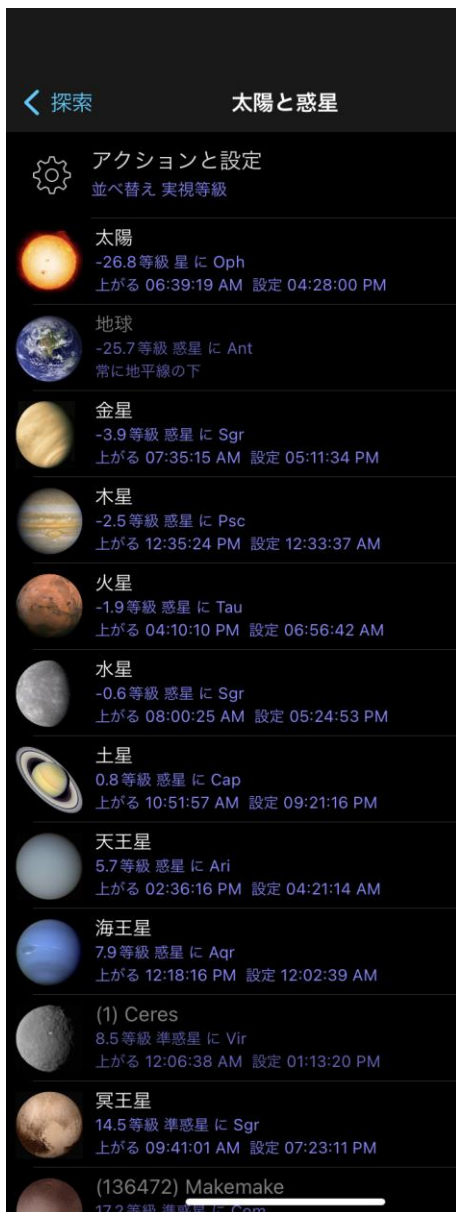 探索
太陽と惑星
アクションと設定
並べ替え 実視等級
太陽
-26.8等級 星 に Oph
上がる 06:39:19 AM 設定 04:28:00 PM
地球
-25.7等級 惑星 に Ant
常に地平線の下
金星
-3.9等級 惑星 に Sgr
上がる 07:35:15 AM 設定 05:11:34 PM
木星
-2.5等級 惑星 に Psc
上がる 12:35:24 PM 設定 12:33:37 AM
火星
-1.9等級 惑星 に Tau
上がる 04:10:10 PM 設定 06:56:42 AM
水星
-0.6等級 惑星 に Sgr
上がる 08:00:25 AM 設定 05:24:53 PM
土星
0.8等級 惑星 に Cap
上がる 10:51:57 AM 設定 09:21:16 PM
天王星
5.7等級 惑星 に Ari
上がる 02:36:16 PM 設定 04:21:14 AM
海王星
7.9等級 惑星 に Aqr
上がる 12:18:16 PM 設定 12:02:39 AM
(1) Ceres
8.5等級 準惑星 に Vir
上がる 12:06:38 AM 設定 01:13:20 PM
冥王星
14.5等級 準惑星 に Sgr
上がる 09:41:01 AM 設定 07:23:11 PM
(136472) Makemake
17.2等級 準惑星 に Com